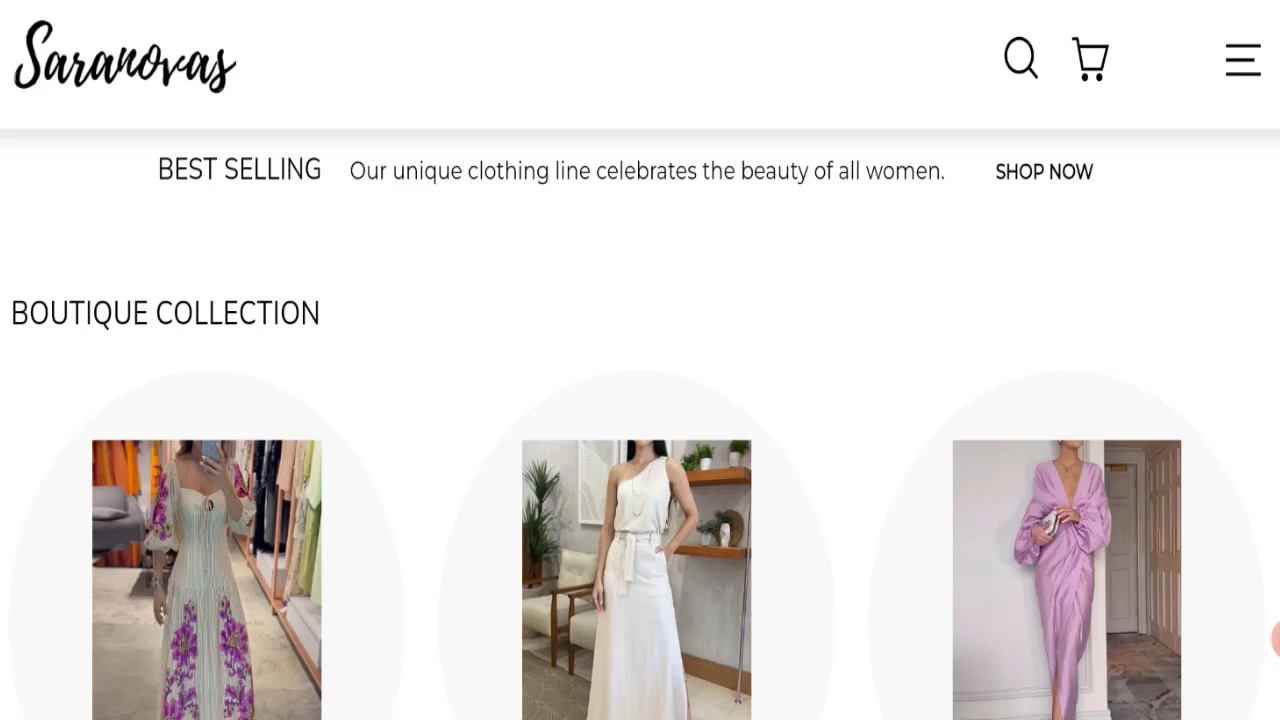 Saranovas
BEST SELLING Our unique clothing line celebrates the beauty of all women. SHOP NOW
BOUTIQUE COLLECTION